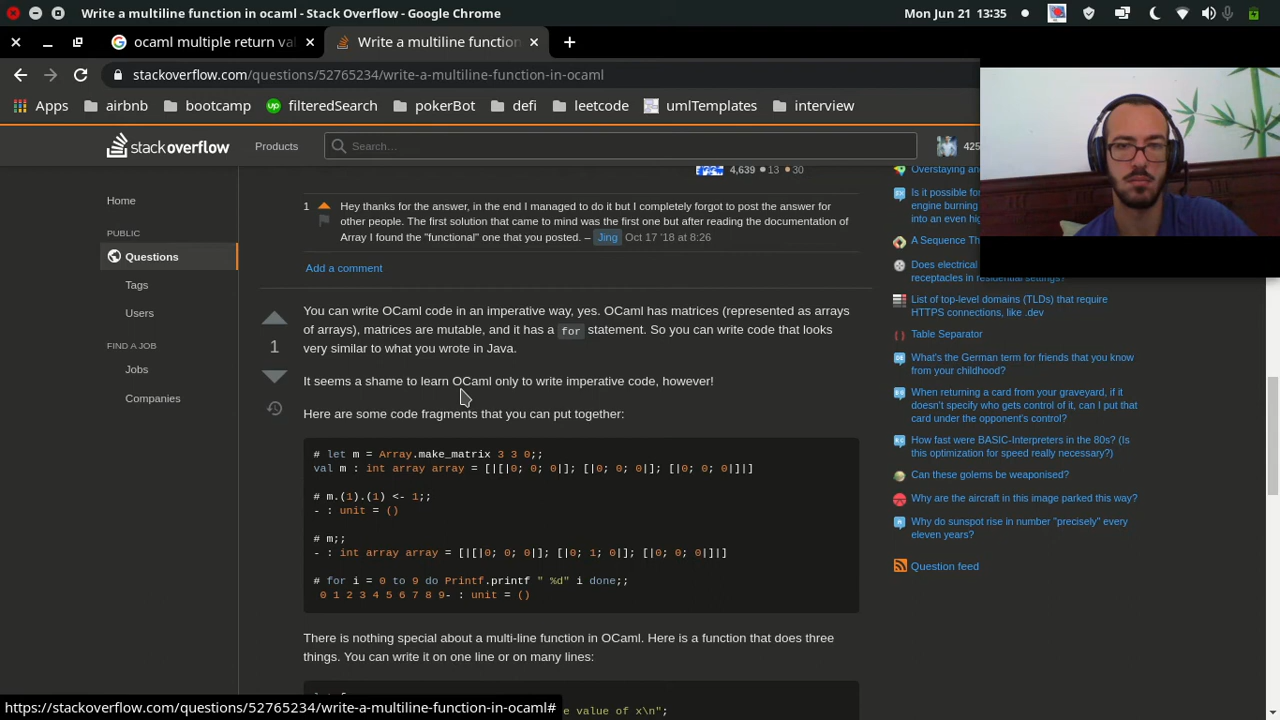 Write a multiline function in ocaml - Stack Overflow - Google Chrome
Mon Jun 21 13:35
ocaml multiple return val
Write a multiline function
stackoverflow.com/questions/52765234/write-a-multiline-function-in-ocaml
Apps
airbnb
bootcamp
up filteredSearch
pokerBot
defi
leetcode
umlTemplates
interview
stackoverflow
Products
Search...
425
4,639 13 30
Overstaying an
1 Hey thanks for the answer, in the end I managed to do it but I completely forgot to post the answer for
other people. The first solution that came to mind was the first one but after reading the documentation of
Array I found the "functional" one that you posted. – Jing Oct 17 '18 at 8:26
Add a comment
Home
PUBLIC
Questions
Tags
Users
FIND A JOB
Jobs
Companies
1
You can write OCaml code in an imperative way, yes. OCaml has matrices (represented as arrays
of arrays), matrices are mutable, and it has a for statement. So you can write code that looks
very similar to what you wrote in Java.
It seems a shame to learn OCaml only to write imperative code, however!
Here are some code fragments that you can put together:
# let m = Array.make_matrix 3 3 0;;
val m : int array array = [|[|0; 0; 0|]; [|0; 0; 0|]; [|0; 0; 0|]|]
# m.(1).(1) <- 1;;
- : unit = ()
# m;;
- : int array array = [|[|0; 0; 0|]; [|0; 1; 0|]; [|0; 0; 0|]|]
# for i = 0 to 9 do Printf.printf " %d" i done;;
0 1 2 3 4 5 6 7 8 9- : unit = ()
There is nothing special about a multi-line function in OCaml. Here is a function that does three
things. You can write it on one line or on many lines:
e value of x\n";
Is it possible fo
engine burning
into an even hig
A Sequence Th
Does electrical
receptacles in residential settings?
List of top-level domains (TLDs) that require
HTTPS connections, like .dev
Table Separator
What's the German term for friends that you know
from your childhood?
When returning a card from your graveyard, if it
doesn't specify who gets control of it, can I put that
card under the opponent's control?
How fast were BASIC-Interpreters in the 80s? (Is
this optimization for speed really necessary?)
Can these golems be weaponised?
Why are the aircraft in this image parked this way?
Why do sunspot rise in number "precisely" every
eleven years?
Question feed
https://stackoverflow.com/questions/52765234/write-a-multiline-function-in-ocaml#